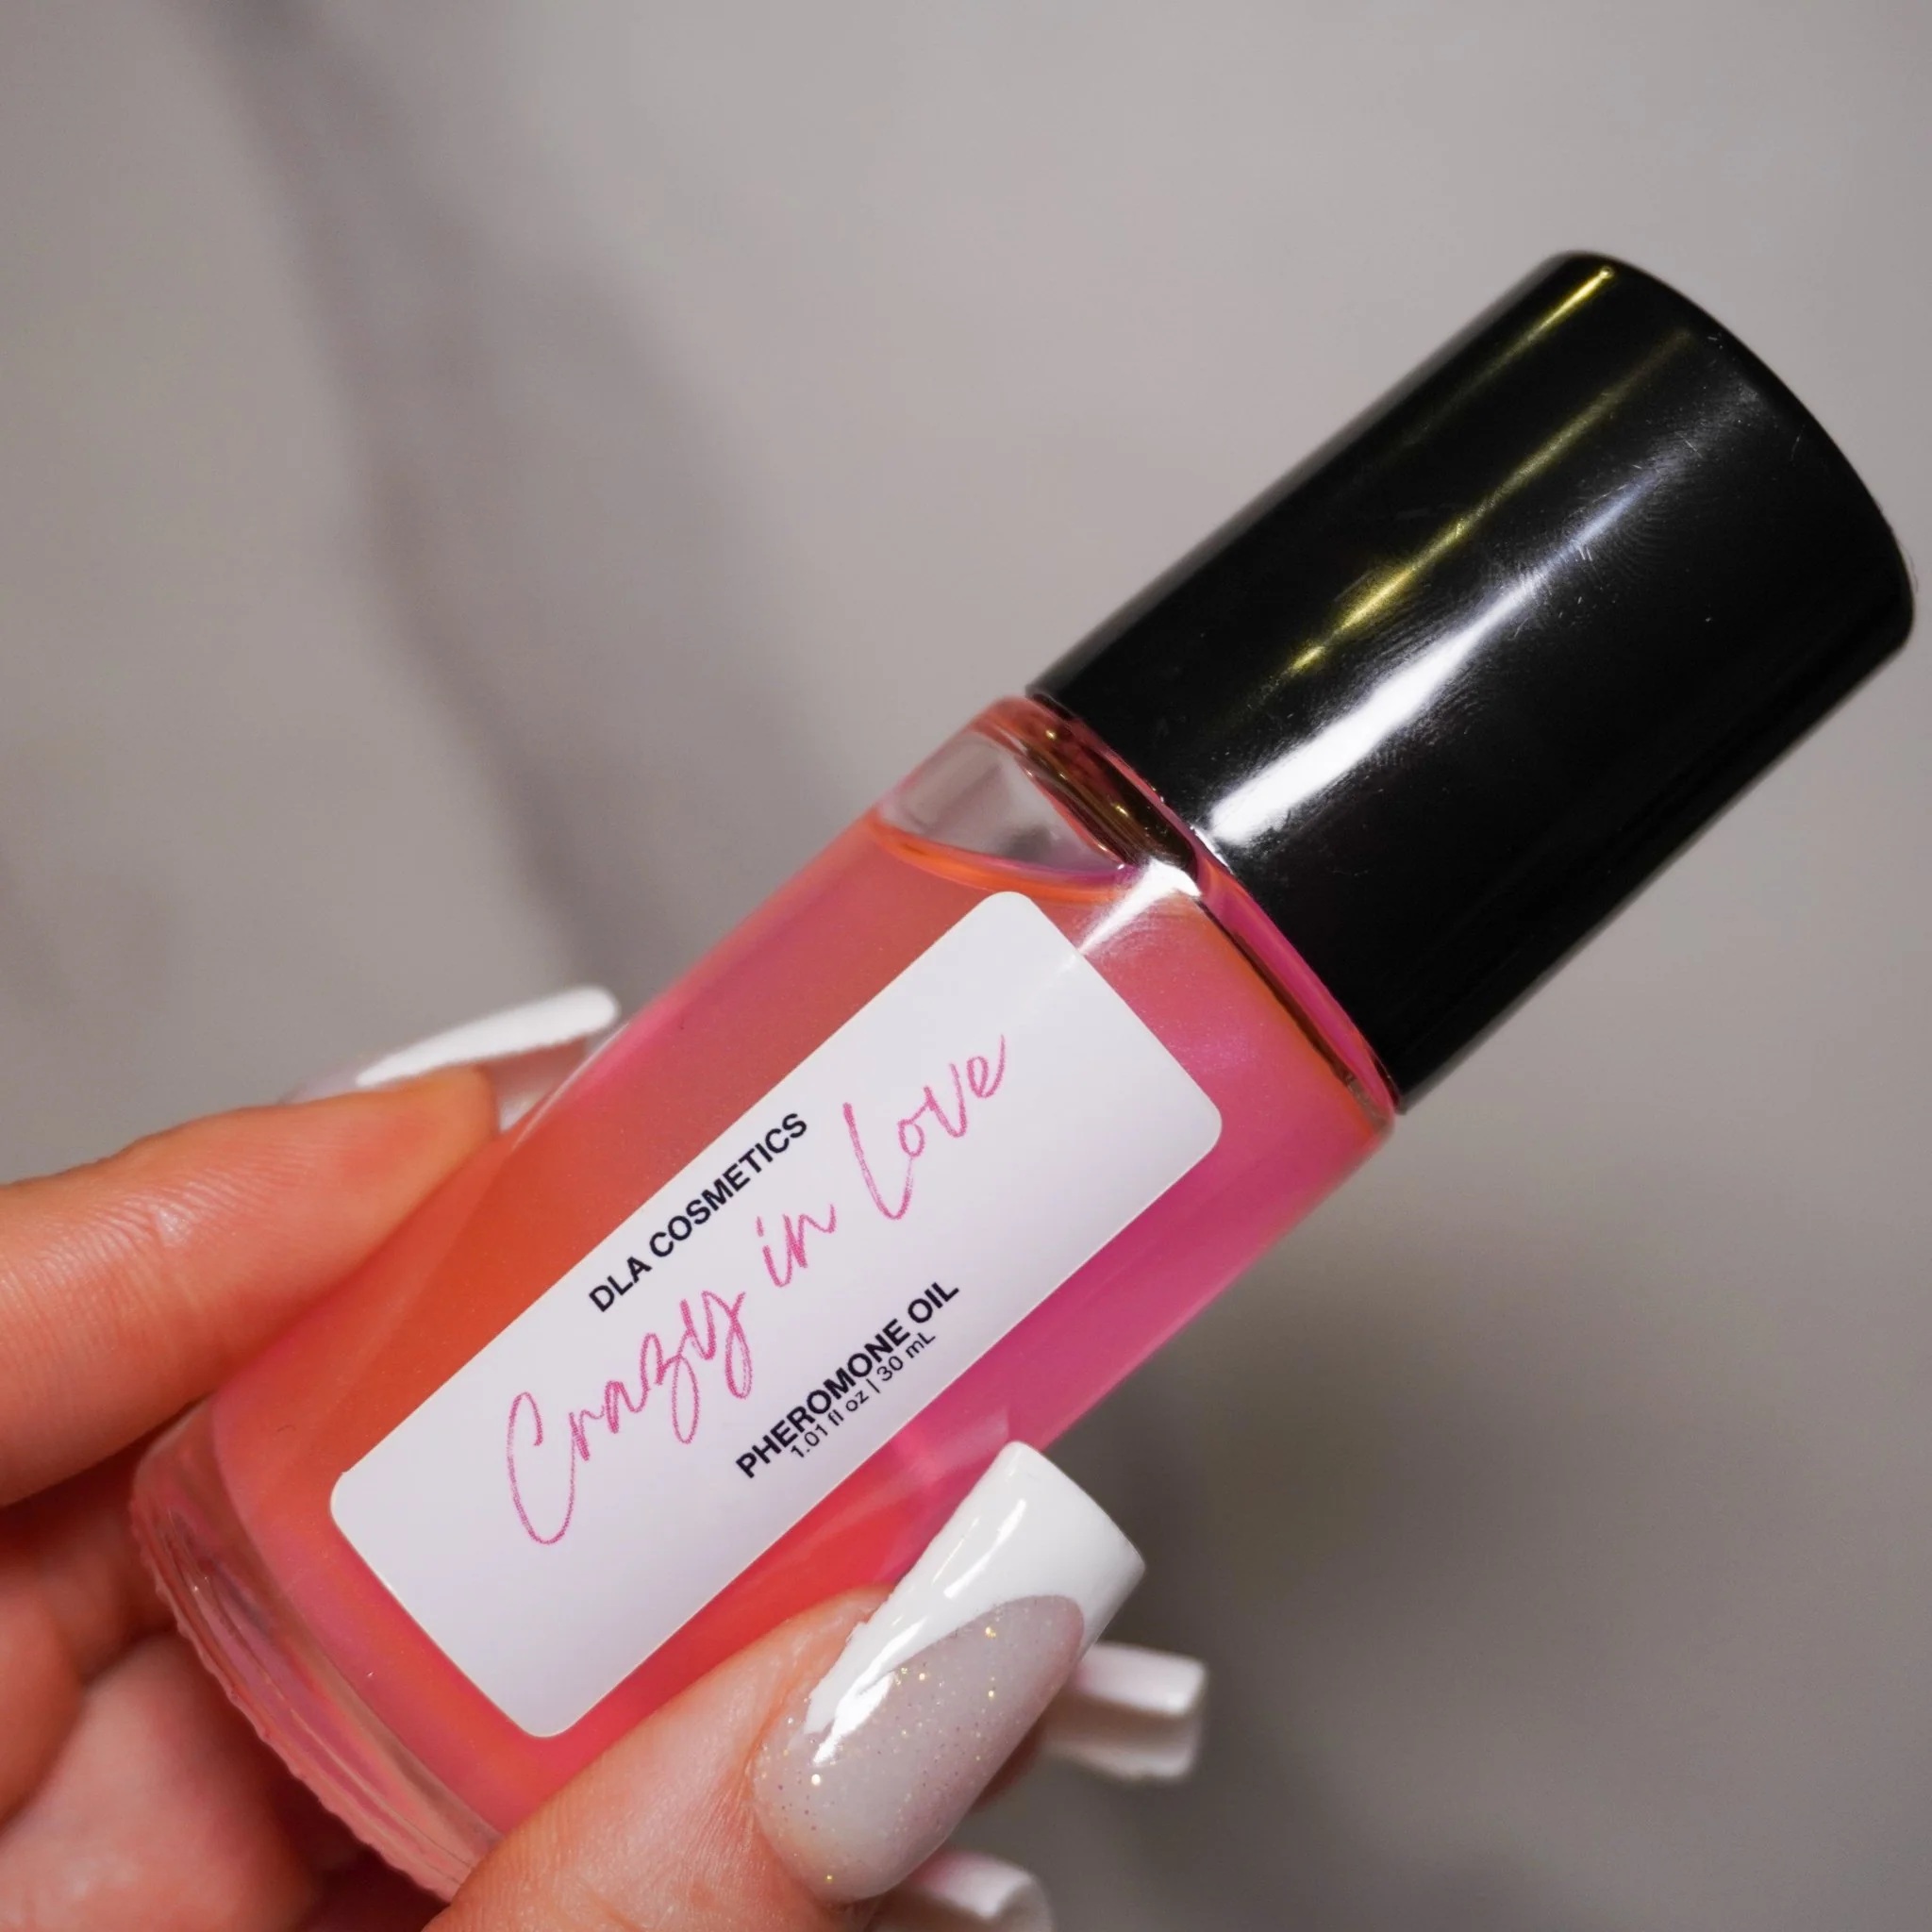 DLA COSMETICS
Crazy in Love
PHEROMONE OIL
1.01 fl oz | 30 mL